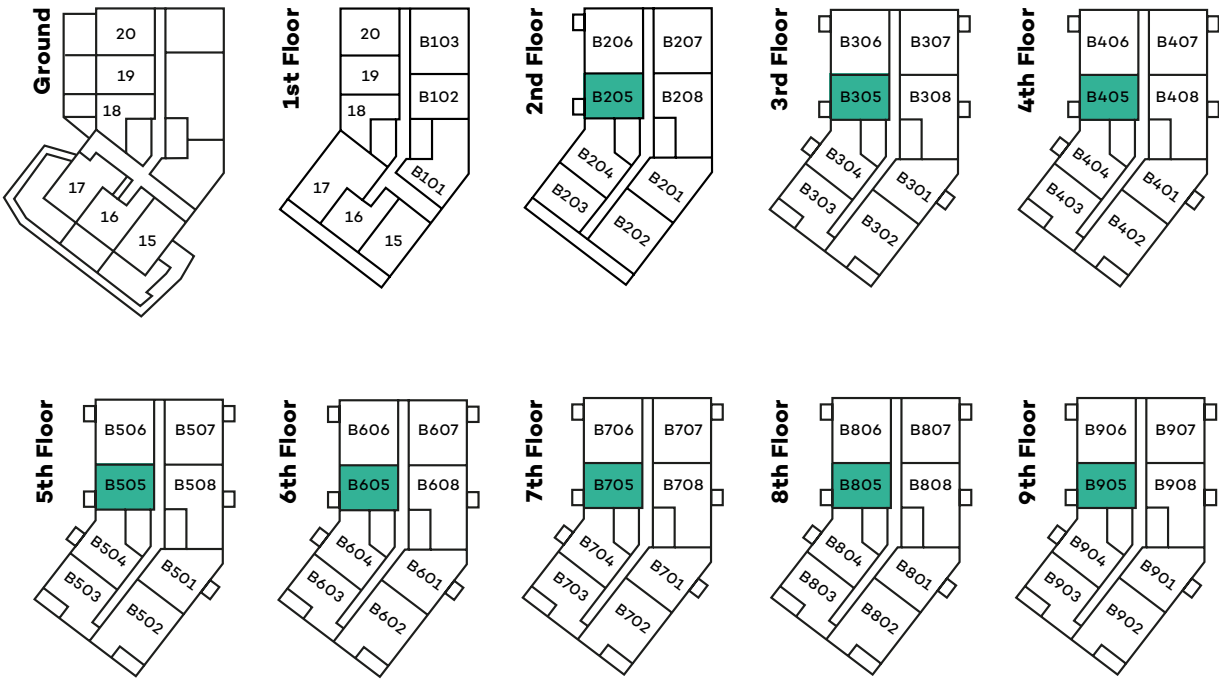 Ground
20
19
18
17
16
15
1st Floor
20
B103
19
B102
18
B101
17
16
15
2nd Floor
B206
B207
B205
B208
B204
B201
B203
B202
3rd Floor
B306
B307
B305
B308
B304
B301
B303
B302
4th Floor
B406
B407
B405
B408
B404
B401
B403
B402
5th Floor
B506
B507
B505
B508
B504
B501
B503
B502
6th Floor
B606
B607
B605
B608
B604
B601
B603
B602
7th Floor
B706
B707
B705
B708
B704
B701
B703
B702
8th Floor
B806
B807
B805
B808
B804
B801
B803
B802
9th Floor
B906
B907
B905
B908
B904
B901
B903
B902